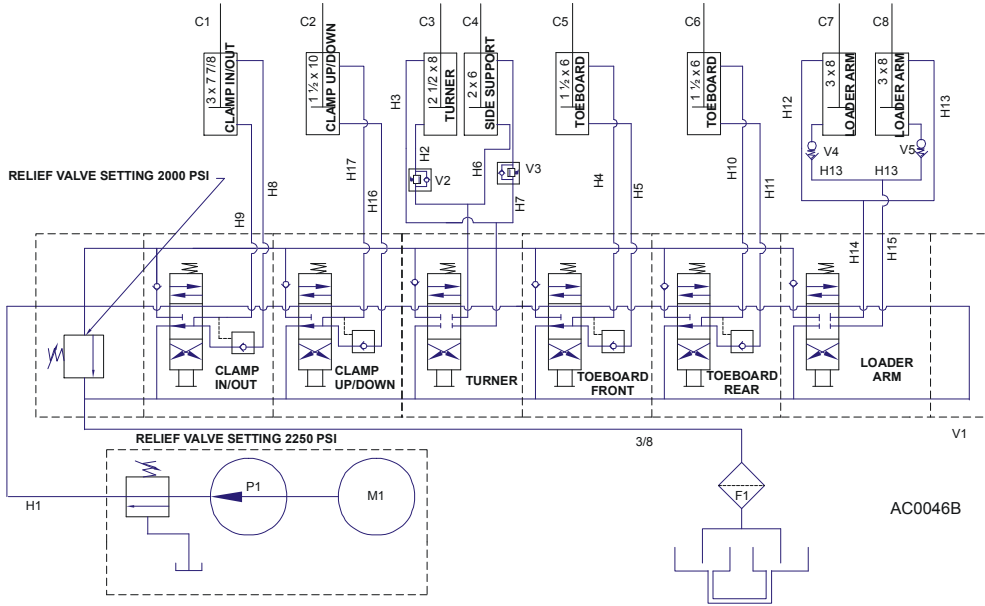 C1
C2
C3
C4
C5
C6
C7
C8
3 x 7 7/8
CLAMP IN/OUT
1 ½ x 10
CLAMP UP/DOWN
2 1/2 x 8
TURNER
2 x 6
SIDE SUPPORT
1 ½ x 6
TOEBOARD
1 ½ x 6
TOEBOARD
3 x 8
LOADER ARM
3 x 8
LOADER ARM
H3
H12
H13
H2
H6
V2
V3
V4
V5
H13
H13
RELIEF VALVE SETTING 2000 PSI
H8
H9
H17
H16
H7
H4
H5
H10
H11
H14
H15
CLAMP
IN/OUT
CLAMP
UP/DOWN
TURNER
TOEBOARD
FRONT
TOEBOARD
REAR
LOADER
ARM
RELIEF VALVE SETTING 2250 PSI
3/8
V1
H1
P1
M1
F1
AC0046B